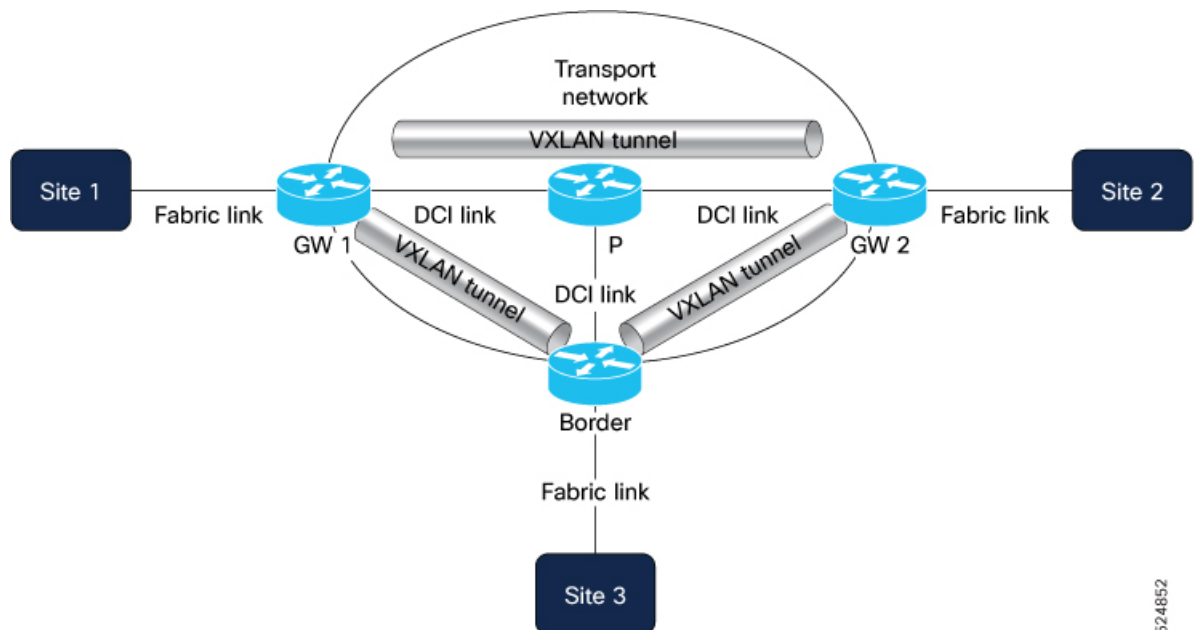 Transport
network
VXLAN tunnel
Site 1
Site 2
Fabric link
DCI link
DCI link
Fabric link
GW 1
P
GW 2
VXLAN tunnel
VXLAN tunnel
DCI link
Border
Fabric link
Site 3
524852